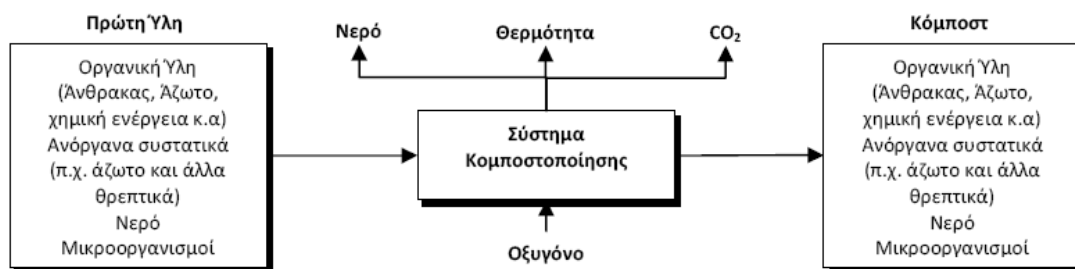 Πρώτη Ύλη
Οργανική Ύλη
(Άνθρακας, Άζωτο,
χημική ενέργεια κ.α)
Ανόργανα συστατικά
(π.χ. άζωτο και άλλα
θρεπτικά)
Νερό
Μικροοργανισμοί
Νερό
Θερμότητα
CO₂
Σύστημα
Κομποστοποίησης
Οξυγόνο
Κόμποστ
Οργανική Ύλη
(Άνθρακας, Άζωτο,
χημική ενέργεια κ.α)
Ανόργανα συστατικά
(π.χ. άζωτο και άλλα
θρεπτικά)
Νερό
Μικροοργανισμοί